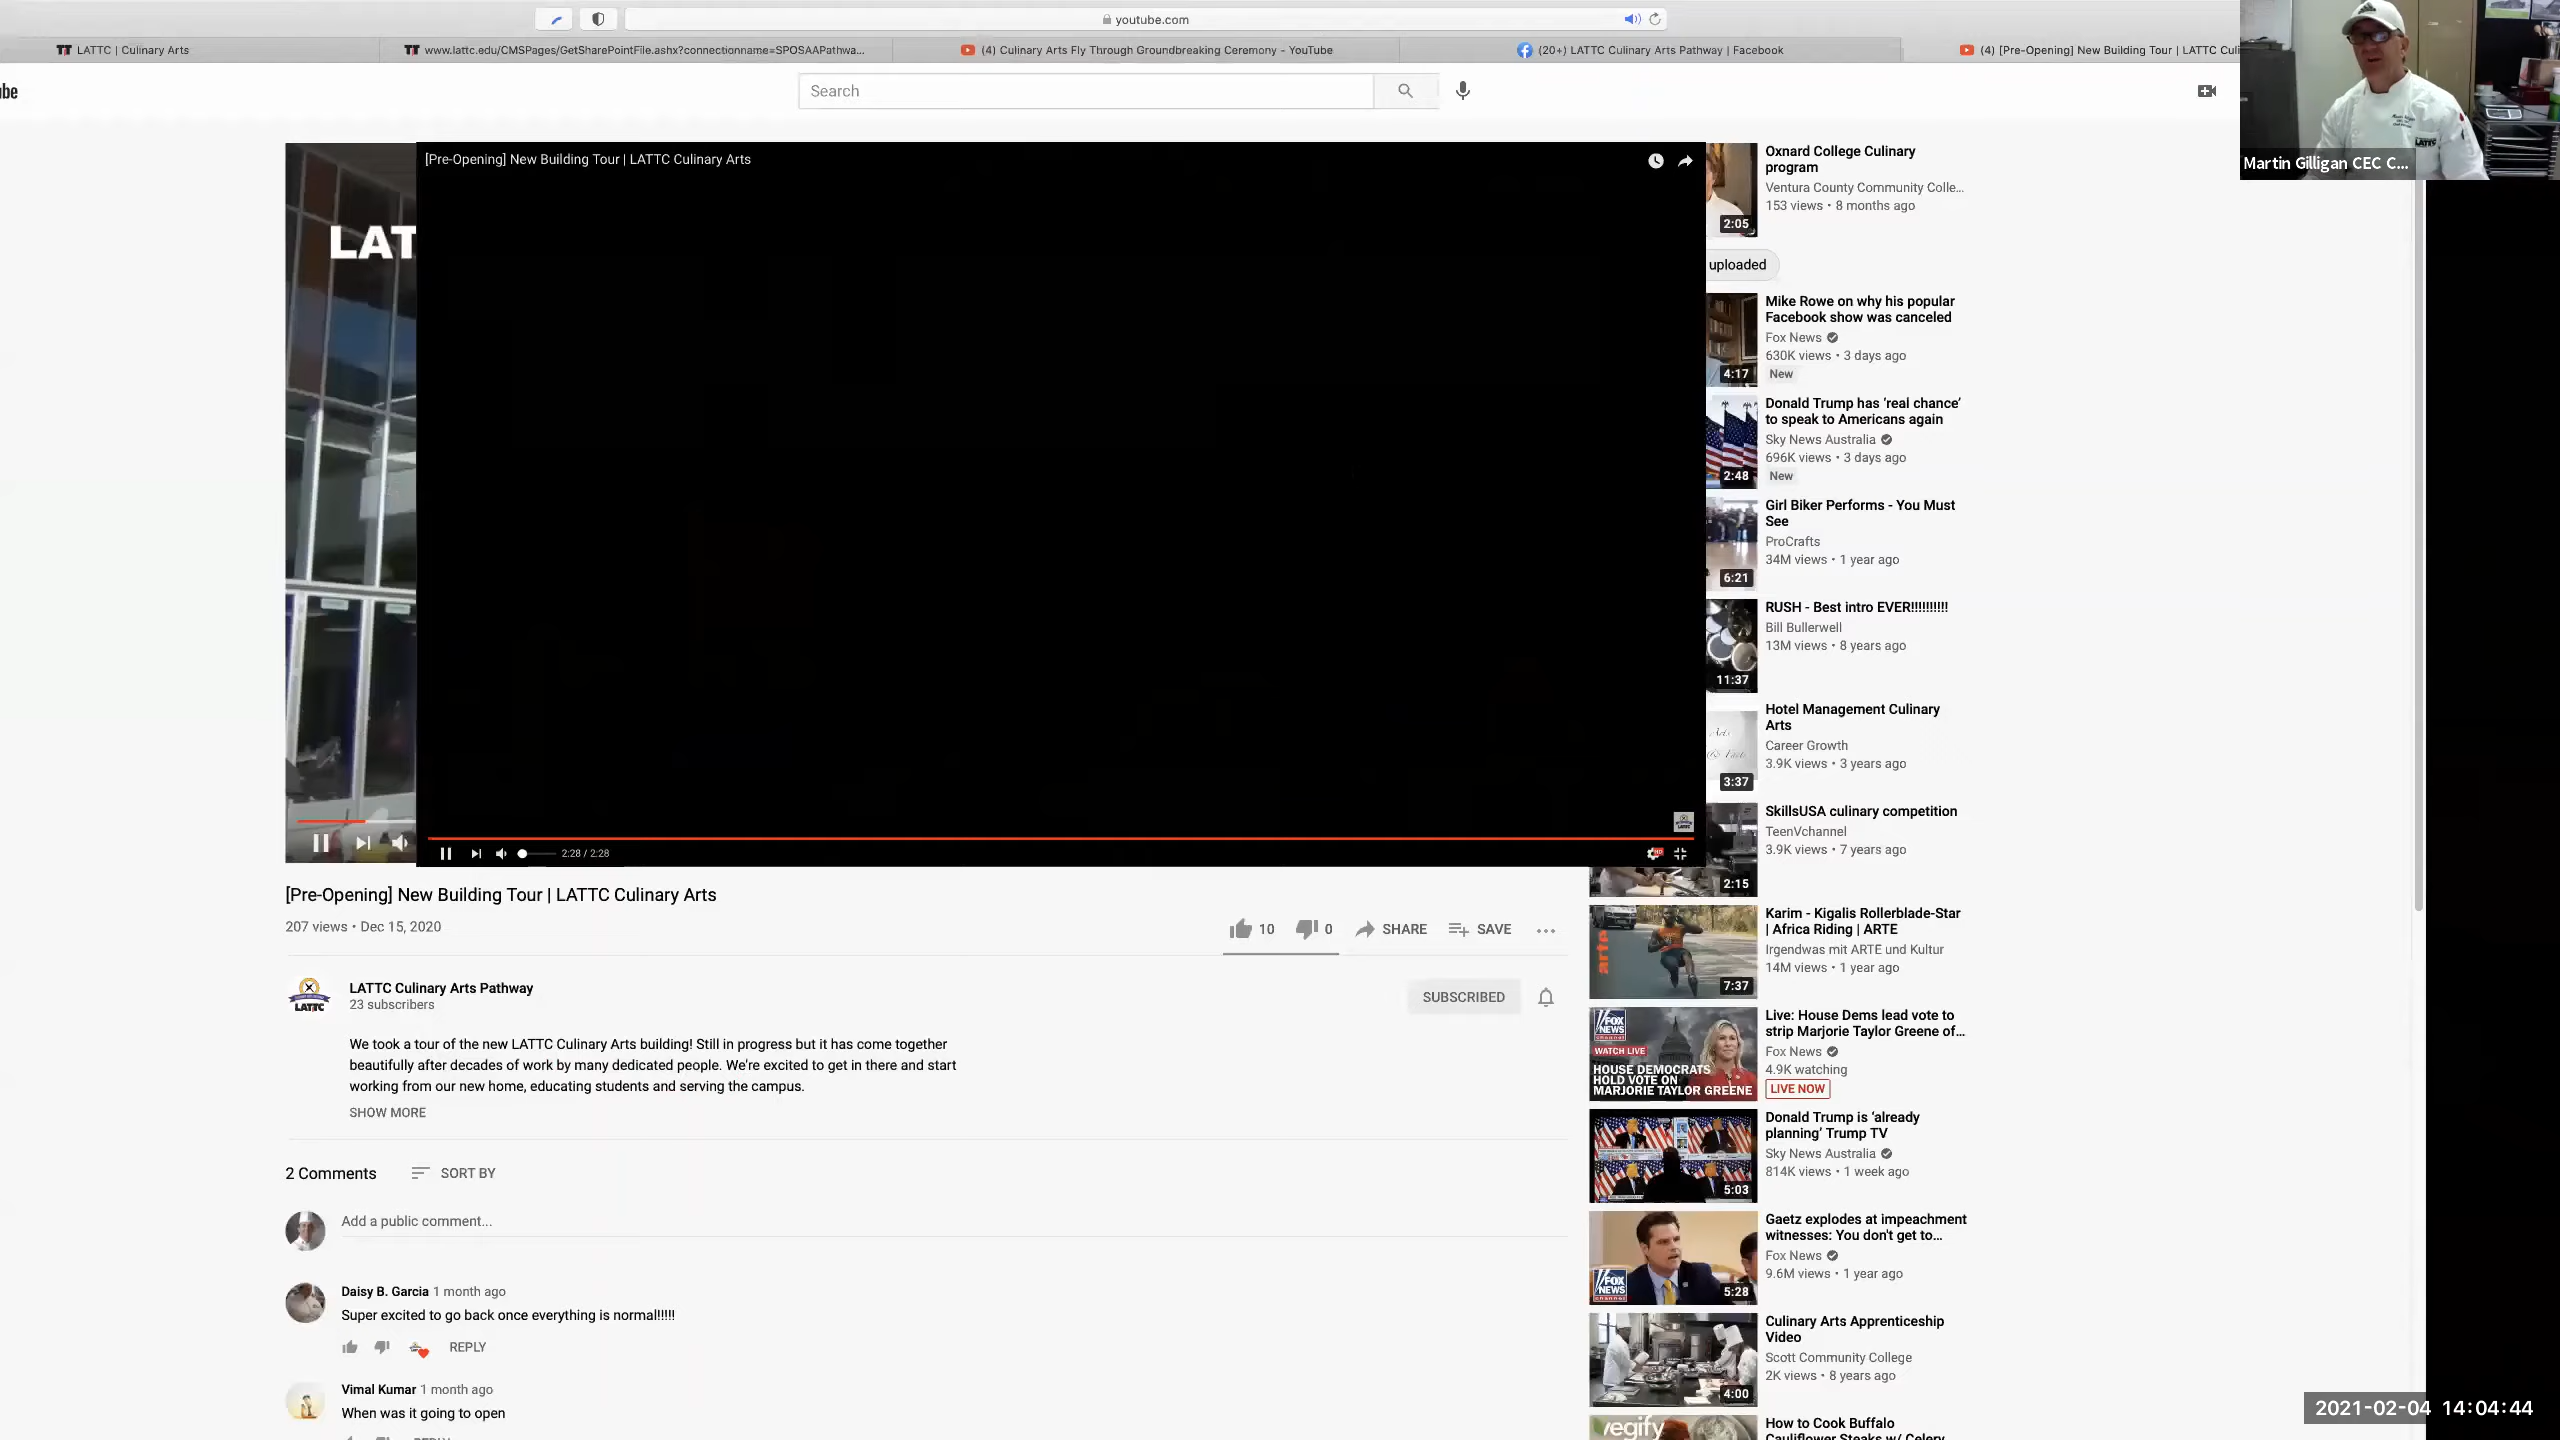 youtube.com
LATTC | Culinary Arts
www.lattc.edu/CMSPages/GetSharePointFile.ashx?connectionname=SPOSAAPathwa...
(4) Culinary Arts Fly Through Groundbreaking Ceremony - YouTube
(20+) LATTC Culinary Arts Pathway | Facebook
(4) [Pre-Opening] New Building Tour | LATTC Culi
be
Search
Martin Gilligan CEC C...
[Pre-Opening] New Building Tour | LATTC Culinary Arts
LAT
2:28 / 2:28
HD
[Pre-Opening] New Building Tour | LATTC Culinary Arts
207 views • Dec 15, 2020
10
0
SHARE
SAVE
LATTC
LATTC Culinary Arts Pathway
23 subscribers
SUBSCRIBED
We took a tour of the new LATTC Culinary Arts building! Still in progress but it has come together
beautifully after decades of work by many dedicated people. We're excited to get in there and start
working from our new home, educating students and serving the campus.
SHOW MORE
2 Comments
SORT BY
Add a public comment...
Daisy B. Garcia 1 month ago
Super excited to go back once everything is normal!!!!!
REPLY
Vimal Kumar 1 month ago
When was it going to open
REPLY
Oxnard College Culinary
program
Ventura County Community Colle...
153 views • 8 months ago
2:05
uploaded
Mike Rowe on why his popular
Facebook show was canceled
Fox News
630K views • 3 days ago
New
4:17
Donald Trump has ‘real chance’
to speak to Americans again
Sky News Australia
696K views • 3 days ago
New
2:48
Girl Biker Performs - You Must
See
ProCrafts
34M views • 1 year ago
6:21
RUSH - Best intro EVER!!!!!!!!!!
Bill Bullerwell
13M views • 8 years ago
11:37
Hotel Management Culinary
Arts
Career Growth
3.9K views • 3 years ago
3:37
SkillsUSA culinary competition
TeenVchannel
3.9K views • 7 years ago
2:15
Karim - Kigalis Rollerblade-Star
| Africa Riding | ARTE
Irgendwas mit ARTE und Kultur
14M views • 1 year ago
arte
7:37
Live: House Dems lead vote to
strip Marjorie Taylor Greene of...
Fox News
4.9K watching
LIVE NOW
FOX NEWS channel
WATCH LIVE
HOUSE DEMOCRATS
HOLD VOTE ON
MARJORIE TAYLOR GREENE
Donald Trump is ‘already
planning’ Trump TV
Sky News Australia
814K views • 1 week ago
5:03
Gaetz explodes at impeachment
witnesses: You don't get to...
Fox News
9.6M views • 1 year ago
FOX NEWS channel
5:28
Culinary Arts Apprenticeship
Video
Scott Community College
2K views • 8 years ago
4:00
How to Cook Buffalo
Cauliflower Steaks w/ Celery
vegify
2021-02-04 14:04:44